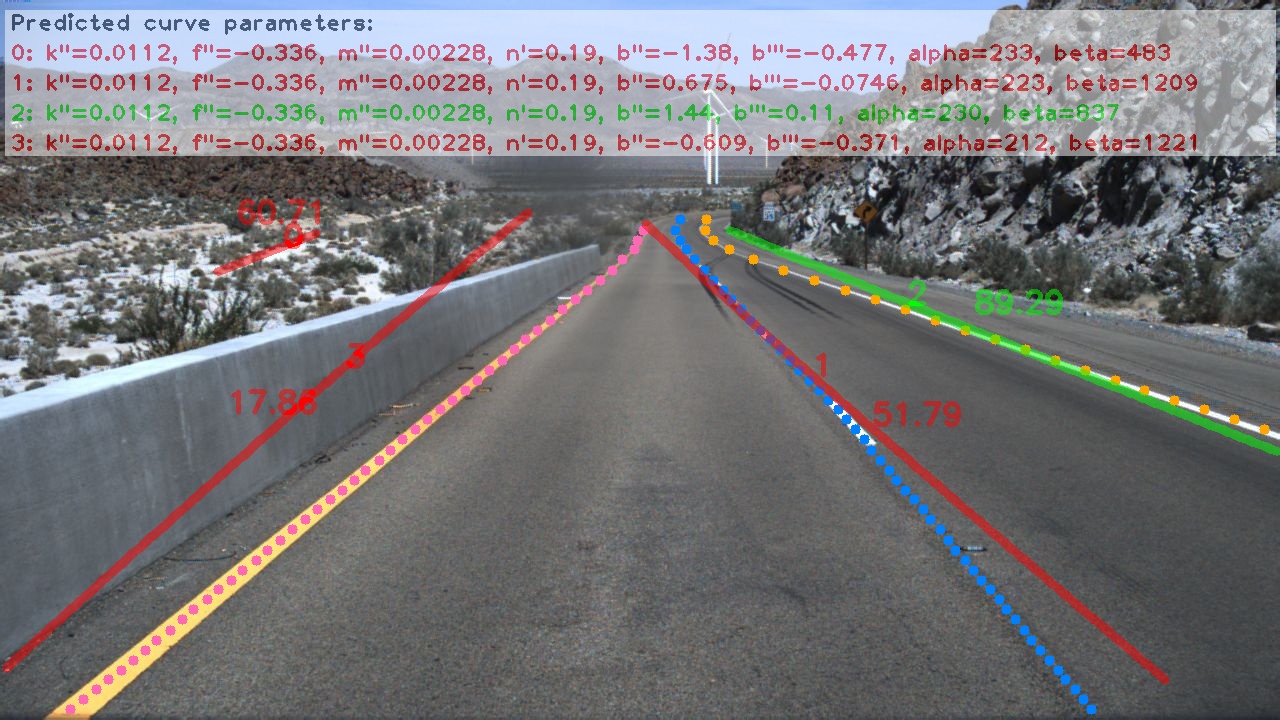 Predicted curve parameters:
0: k''=0.0112, f''=-0.336, m''=0.00228, n'=0.19, b''=-1.38, b'''=-0.477, alpha=233, beta=483
1: k''=0.0112, f''=-0.336, m''=0.00228, n'=0.19, b''=0.675, b'''=-0.0746, alpha=223, beta=1209
2: k''=0.0112, f''=-0.336, m''=0.00228, n'=0.19, b''=1.44, b'''=0.11, alpha=230, beta=837
3: k''=0.0112, f''=-0.336, m''=0.00228, n'=0.19, b''=-0.609, b'''=-0.371, alpha=212, beta=1221
60.71
0
2 89.29
3
1
17.86
51.79